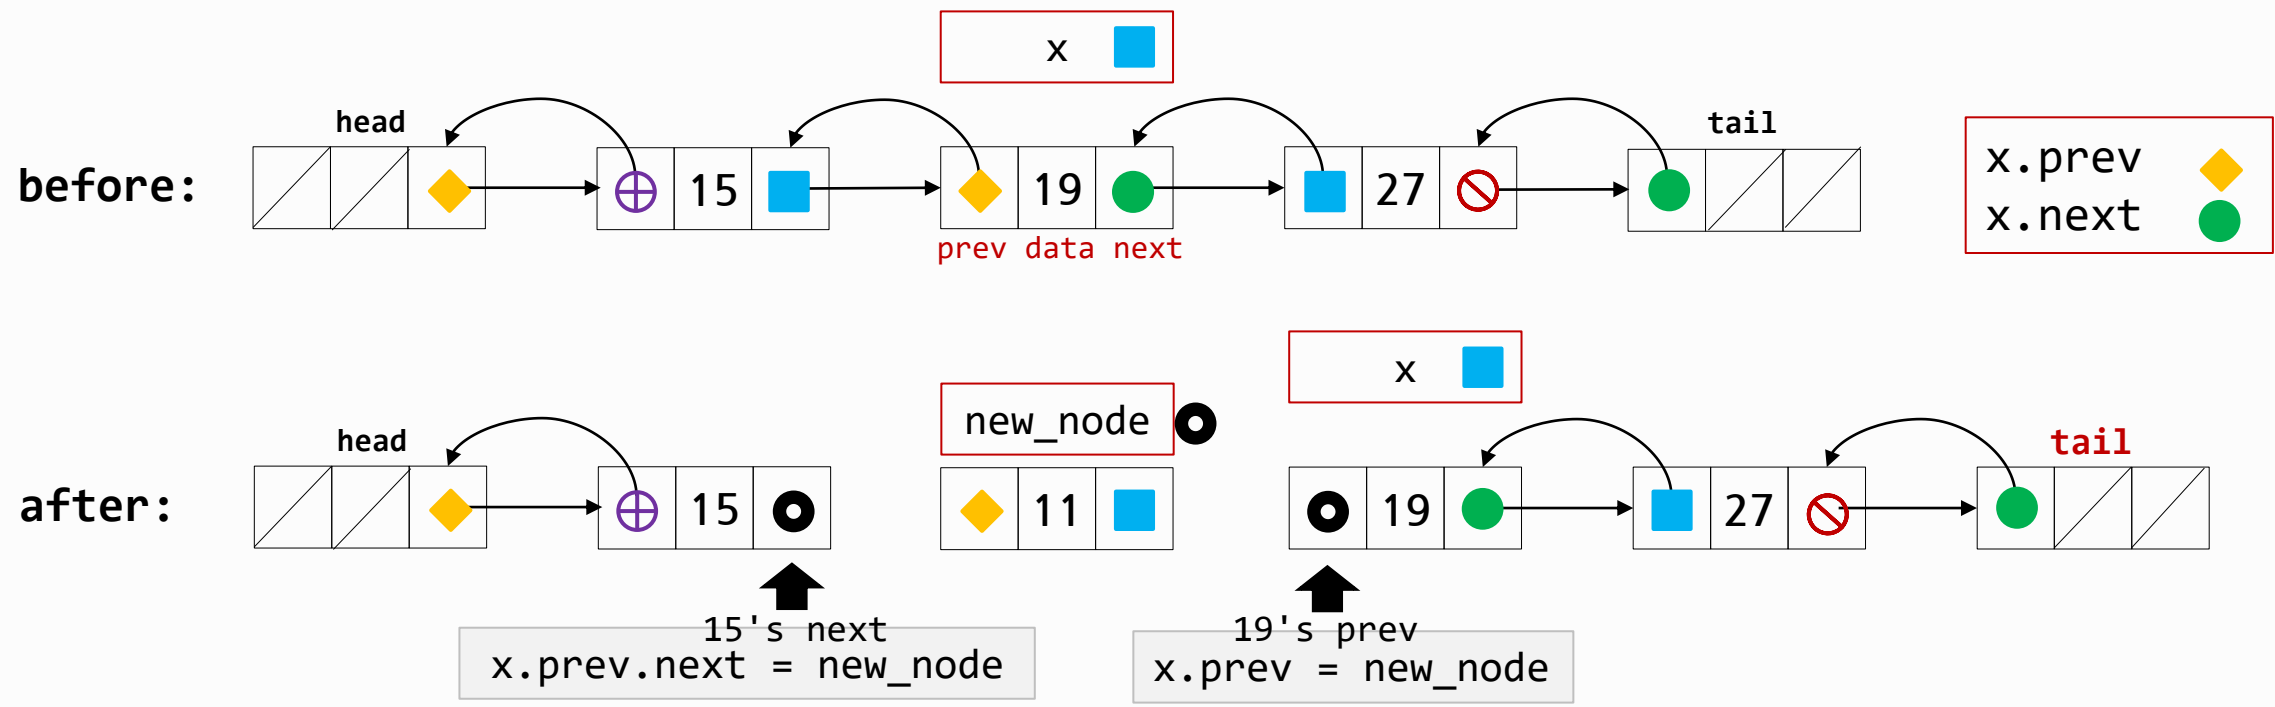 x
head
tail
before:
15
19
27
x.prev
x.next
prev data next
x
new_node
head
tail
after:
15
11
19
27
15's next
19's prev
x.prev.next = new_node
x.prev = new_node